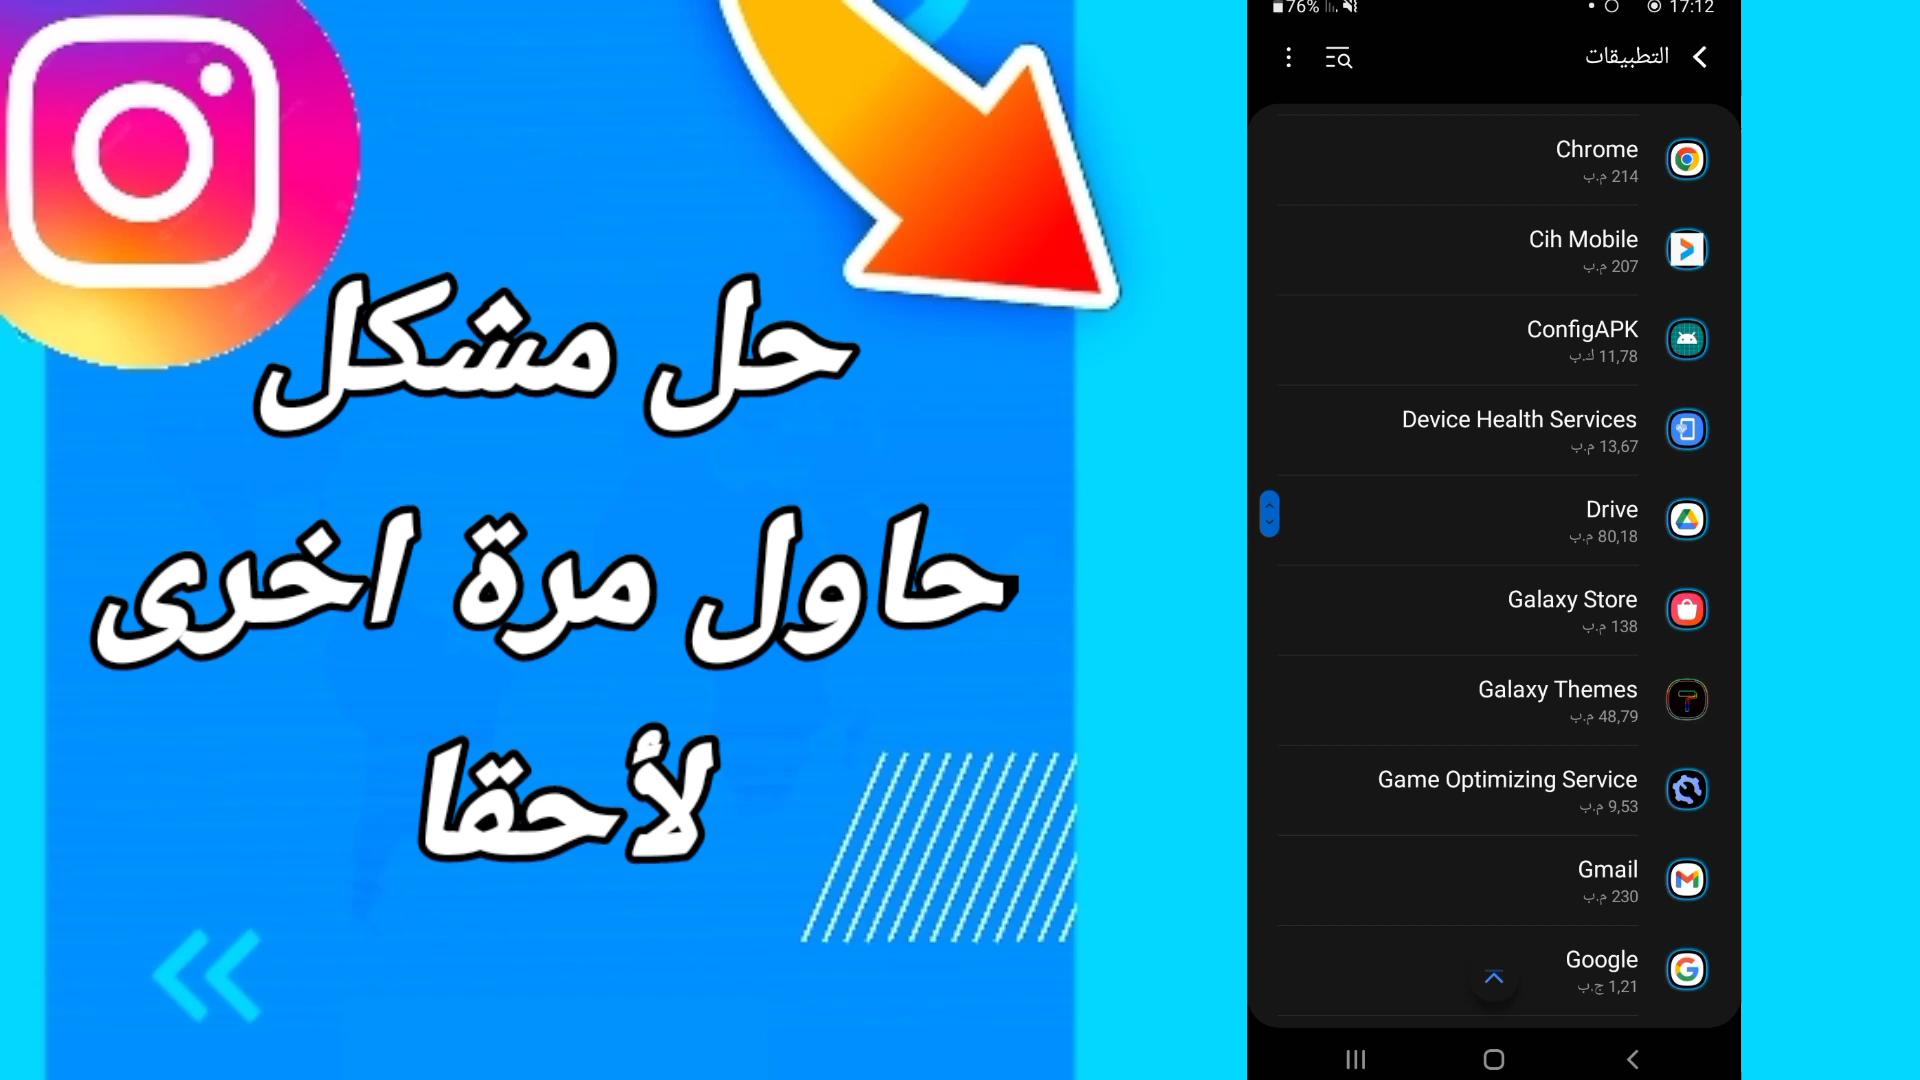 حل مشكل
حاول مرة اخرى
لأحقا
76%
17:12
التطبيقات
Chrome
214 م.ب
Cih Mobile
207 م.ب
ConfigAPK
11,78 ك.ب
Device Health Services
13,67 م.ب
Drive
80,18 م.ب
Galaxy Store
138 م.ب
Galaxy Themes
48,79 م.ب
Game Optimizing Service
9,53 م.ب
Gmail
230 م.ب
Google
1,21 ج.ب